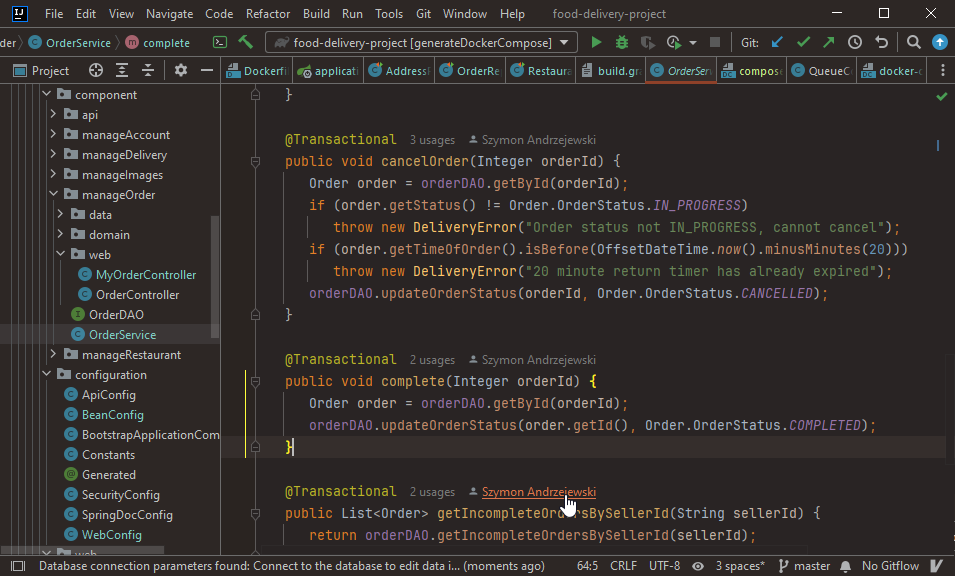 File Edit View Navigate Code Refactor Build Run Tools Git Window Help food-delivery-project
der OrderService m complete food-delivery-project [generateDockerCompose] Git:
Project Dockerfi applicati Address OrderRe Restaura build.gra OrderServ compos QueueC docker-
component
api
manageAccount
manageDelivery
manageImages
manageOrder
data
domain
web
MyOrderController
OrderController
OrderDAO
OrderService
manageRestaurant
configuration
ApiConfig
BeanConfig
BootstrapApplicationCom
Constants
Generated
SecurityConfig
SpringDocConfig
WebConfig
web
}
@Transactional 3 usages Szymon Andrzejewski
public void cancelOrder(Integer orderId) {
Order order = orderDAO.getById(orderId);
if (order.getStatus() != Order.OrderStatus.IN_PROGRESS)
throw new DeliveryError("Order status not IN_PROGRESS, cannot cancel");
if (order.getTimeOfOrder().isBefore(OffsetDateTime.now().minusMinutes(20)))
throw new DeliveryError("20 minute return timer has already expired");
orderDAO.updateOrderStatus(orderId, Order.OrderStatus.CANCELLED);
}
@Transactional 2 usages Szymon Andrzejewski
public void complete(Integer orderId) {
Order order = orderDAO.getById(orderId);
orderDAO.updateOrderStatus(order.getId(), Order.OrderStatus.COMPLETED);
}
@Transactional 2 usages Szymon Andrzejewski
public List<Order> getIncompleteOrdersBySellerId(String sellerId) {
return orderDAO.getIncompleteOrdersBySellerId(sellerId);
Database connection parameters found: Connect to the database to edit data i... (moments ago) 64:5 CRLF UTF-8 3 spaces* master No Gitflow